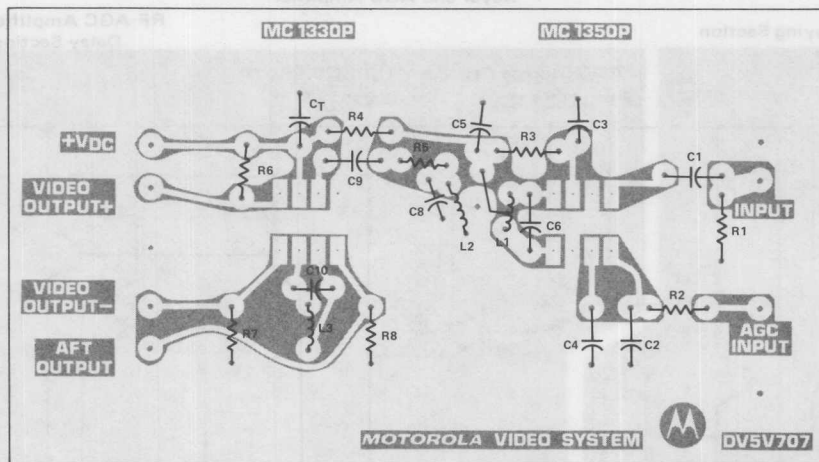 MC1330P
MC1350P
CT
R4
C5
R3
C3
+VDC
R6
C9
R5
C1
VIDEO
OUTPUT+
C8
L2
L1
C6
INPUT
R1
C10
VIDEO
OUTPUT−
R7
L3
R8
R2
AFT
OUTPUT
C4
C2
AGC
INPUT
MOTOROLA VIDEO SYSTEM
DV5V707